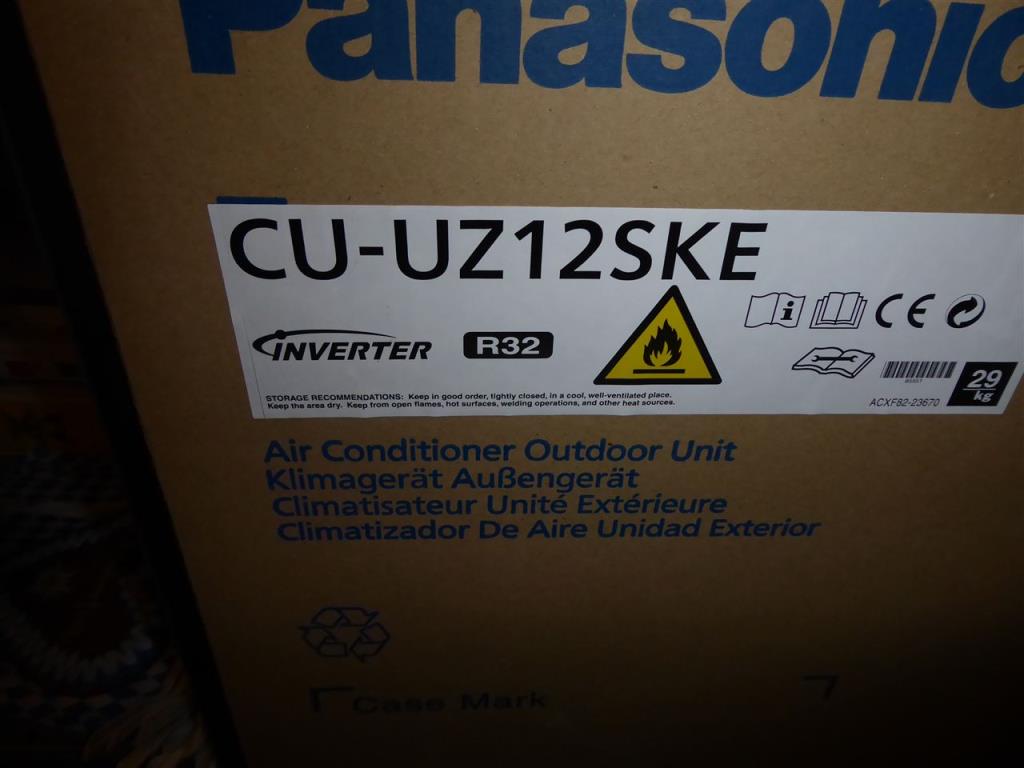 Panasonic
CU-UZ12SKE
INVERTER
R32
CE
STORAGE RECOMMENDATIONS: Keep in good order, tightly closed, in a cool, well-ventilated place.
Keep the area dry. Keep from open flames, hot surfaces, welding operations, and other heat sources.
ACXF82-23670
29
kg
Air Conditioner Outdoor Unit
Klimagerät Außengerät
Climatisateur Unité Extérieure
Climatizador De Aire Unidad Exterior
Case Mark